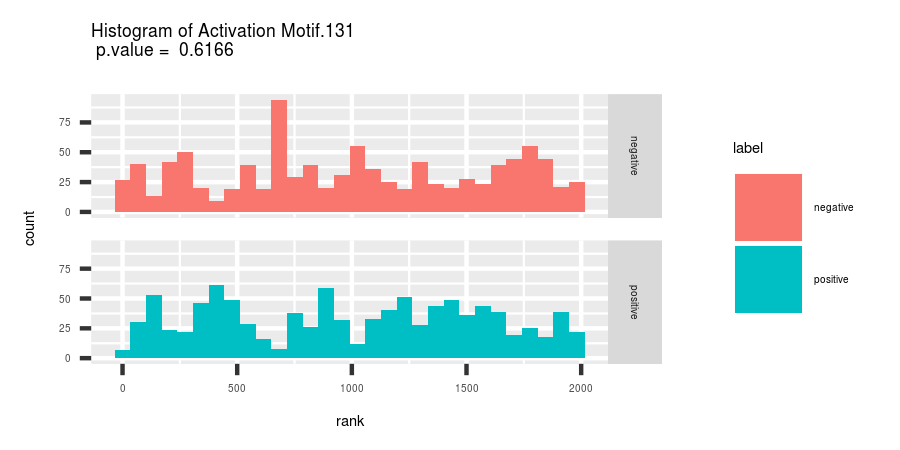 Histogram of Activation Motif.131
p.value =  0.6166
75
50
25
0
negative
count
75
50
25
0
positive
0 500 1000 1500 2000
rank
label
negative
positive